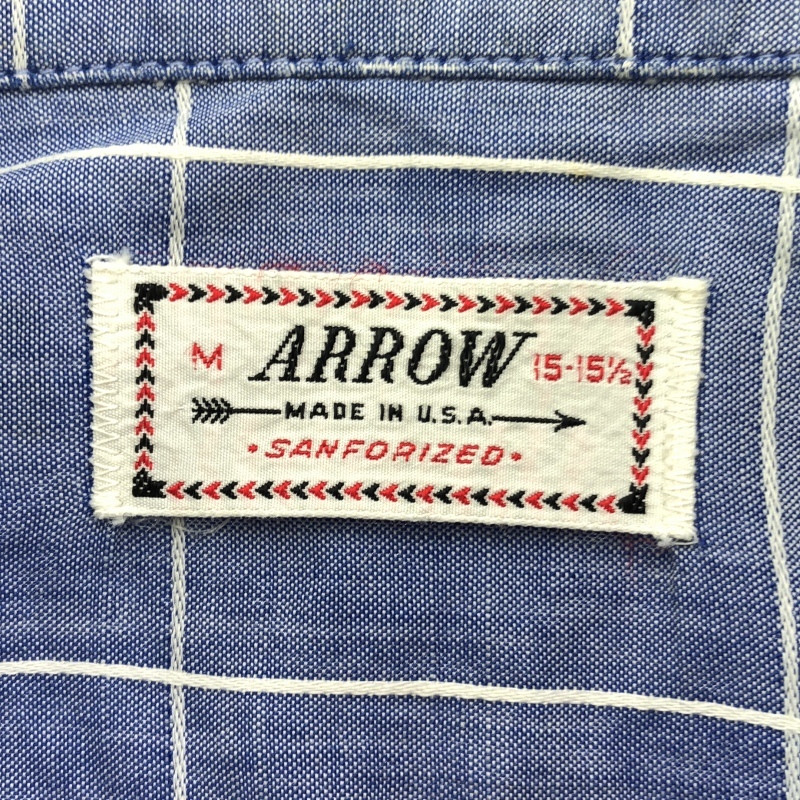 M ARROW 15-15½
MADE IN U.S.A.
•SANFORIZED•